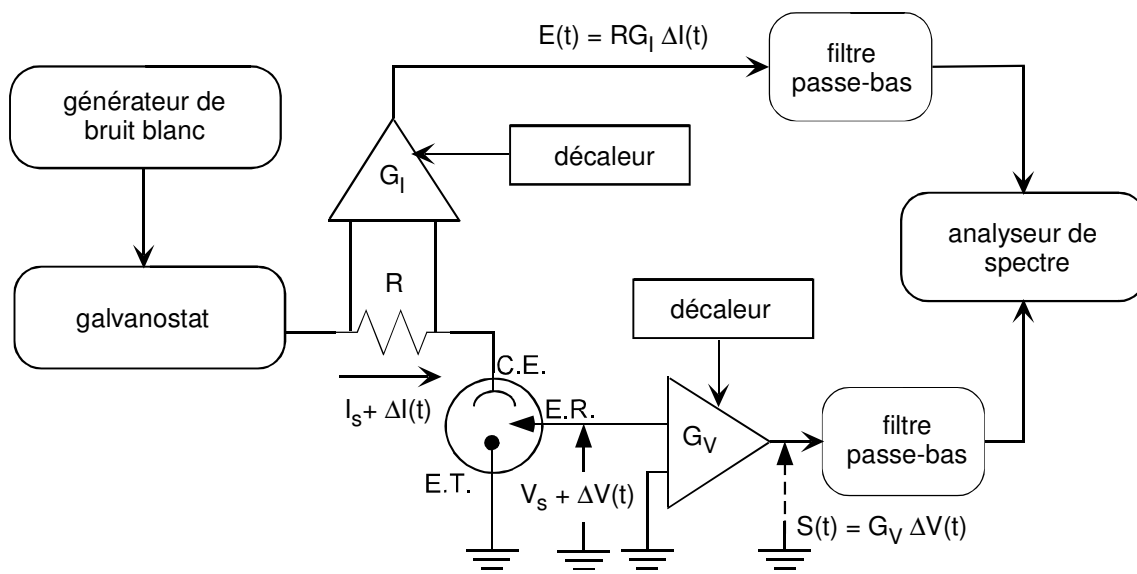 E(t) = RG_I ΔI(t)
filtre
passe-bas
générateur de
bruit blanc
décaleur
G_I
analyseur de
spectre
R
galvanostat
décaleur
C.E.
I_s + ΔI(t)
E.R.
G_V
filtre
passe-bas
E.T.
V_s + ΔV(t)
S(t) = G_V ΔV(t)